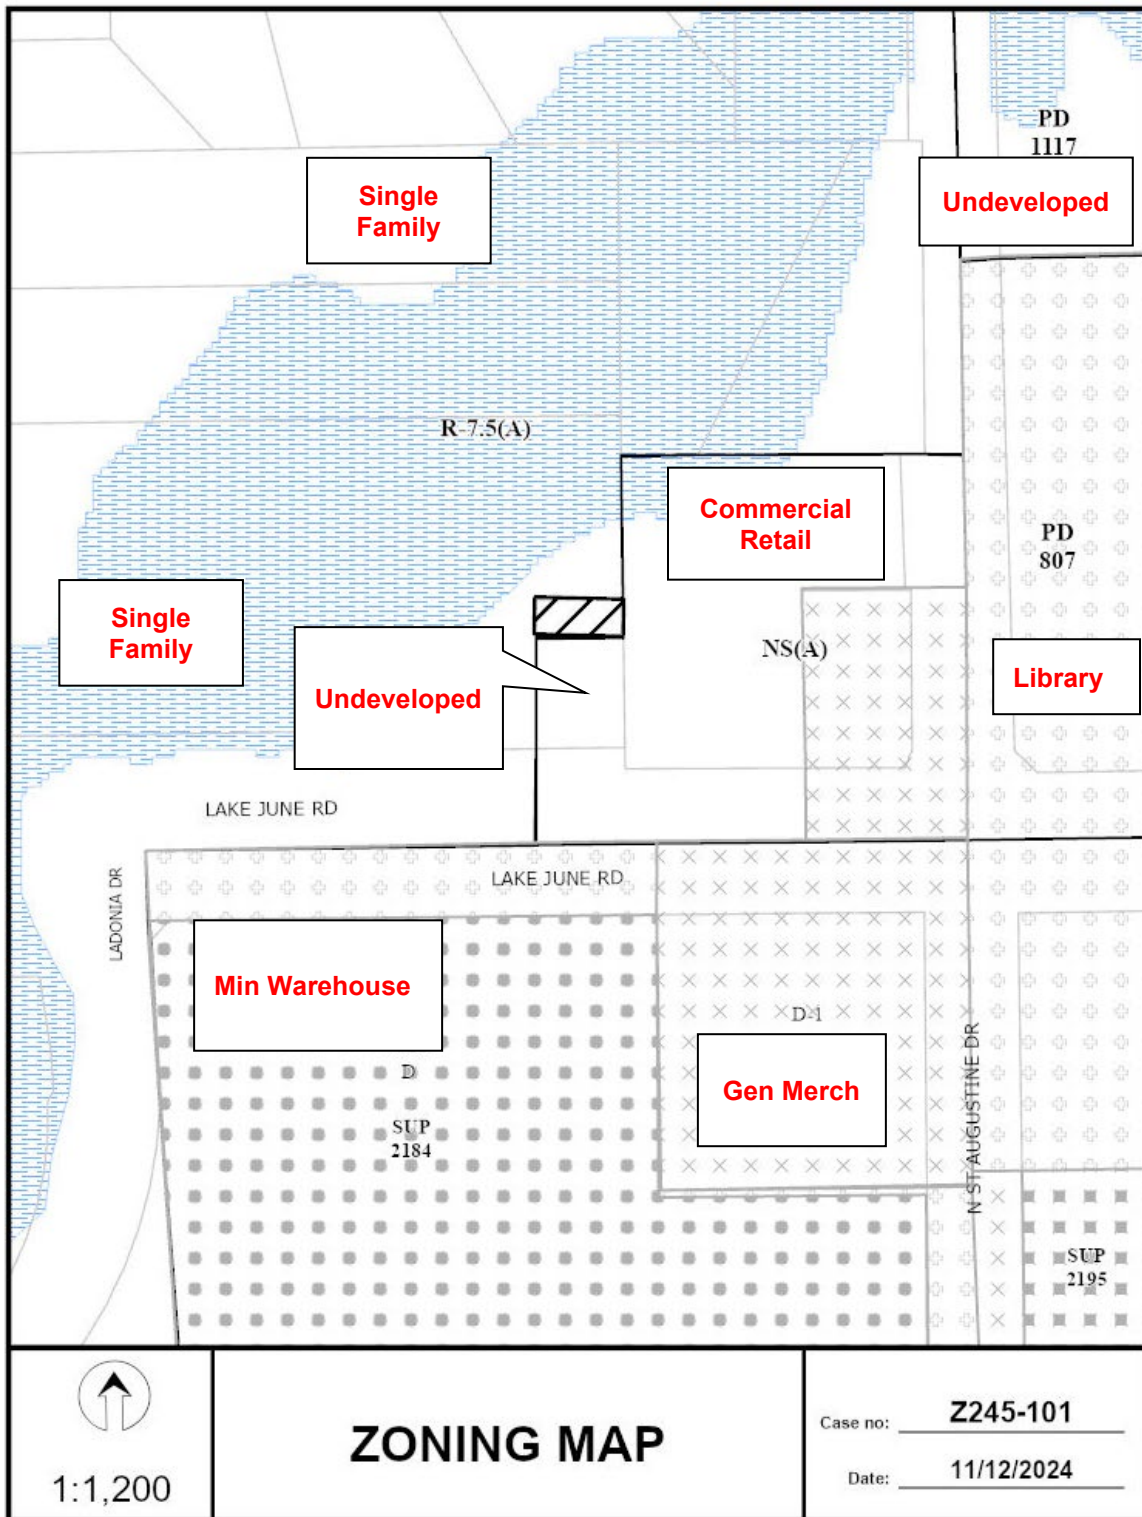 PD
1117
Single
Family
Undeveloped
R-7.5(A)
Commercial
Retail
PD
807
Single
Family
NS(A)
Undeveloped
Library
LAKE JUNE RD
LAKE JUNE RD
LADONIA DR
Min Warehouse
D-1
D
Gen Merch
SUP
2184
N ST AUGUSTINE DR
SUP
2195
1:1,200
ZONING MAP
Case no: Z245-101
Date: 11/12/2024